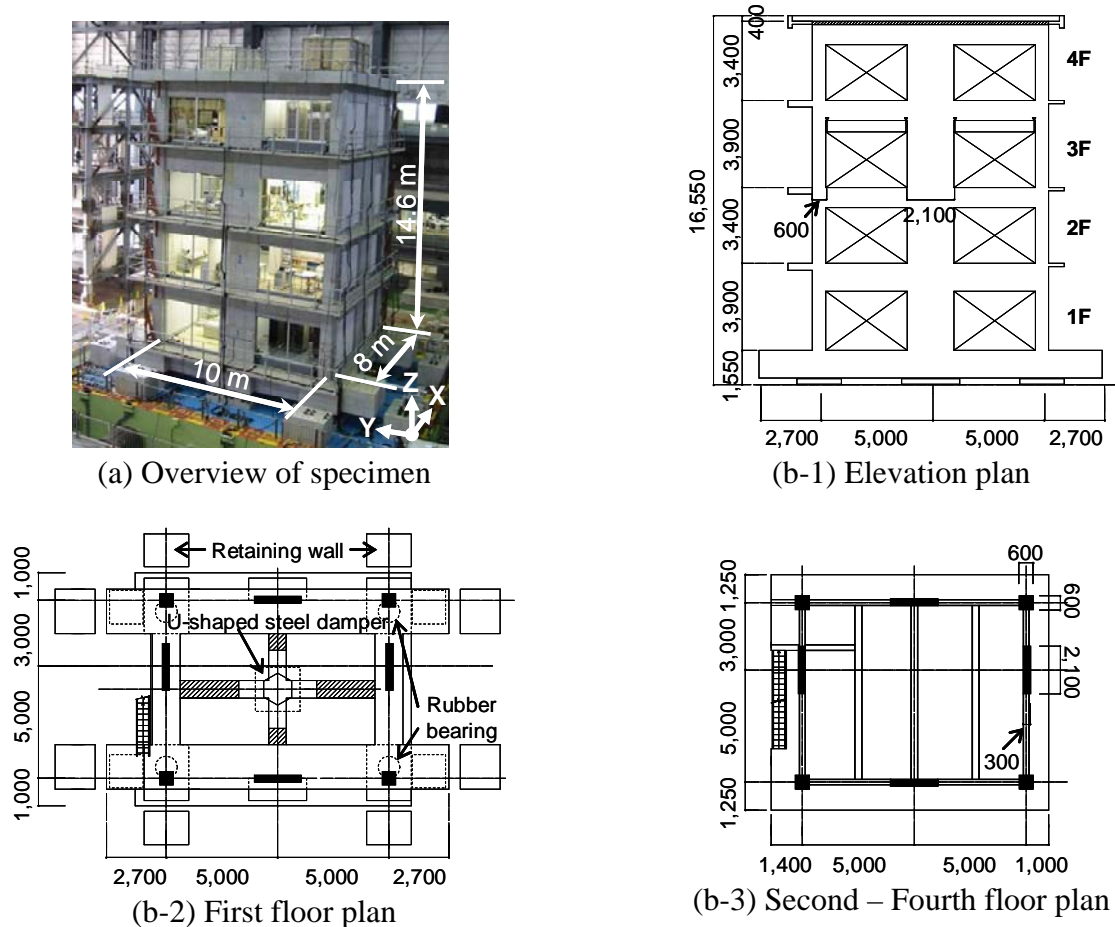 14.6 m
8 m
10 m
Z
X
Y
(a) Overview of specimen
400
3,400
3,900
3,400
3,900
1,550
16,550
4F
3F
2F
1F
600
2,100
2,700
5,000
5,000
2,700
(b-1) Elevation plan
1,000
3,000
5,000
1,000
Retaining wall
U-shaped steel damper
Rubber
bearing
2,700
5,000
5,000
2,700
(b-2) First floor plan
600
600
1,250
3,000
5,000
1,250
2,100
300
1,400
5,000
5,000
1,000
(b-3) Second – Fourth floor plan